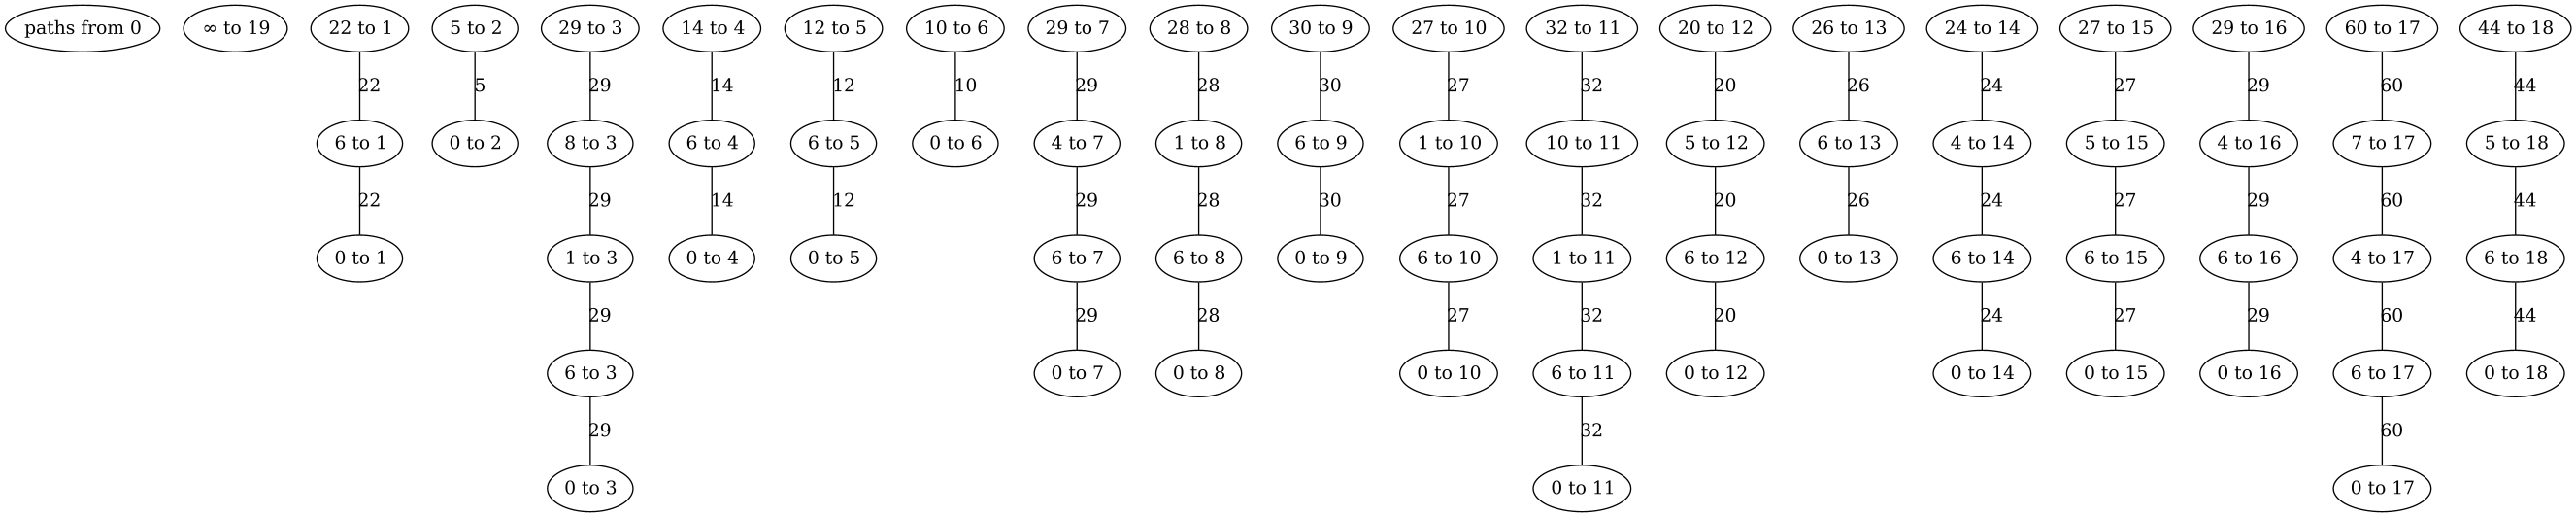 paths from 0 ∞ to 19 22 to 1 5 to 2 29 to 3 14 to 4 12 to 5 10 to 6 29 to 7 28 to 8 30 to 9 27 to 10 32 to 11 20 to 12 26 to 13 24 to 14 27 to 15 29 to 16 60 to 17 44 to 18
22 5 29 14 12 10 29 28 30 27 32 20 26 24 27 29 60 44
6 to 1 0 to 2 8 to 3 6 to 4 6 to 5 0 to 6 4 to 7 1 to 8 6 to 9 1 to 10 10 to 11 5 to 12 6 to 13 4 to 14 5 to 15 4 to 16 7 to 17 5 to 18
22 29 14 12 29 28 30 27 32 20 26 24 27 29 60 44
0 to 1 1 to 3 0 to 4 0 to 5 6 to 7 6 to 8 0 to 9 6 to 10 1 to 11 6 to 12 0 to 13 6 to 14 6 to 15 6 to 16 4 to 17 6 to 18
29 29 28 27 32 20 24 27 29 60 44
6 to 3 0 to 7 0 to 8 0 to 10 6 to 11 0 to 12 0 to 14 0 to 15 0 to 16 6 to 17 0 to 18
29 32 60
0 to 3 0 to 11 0 to 17